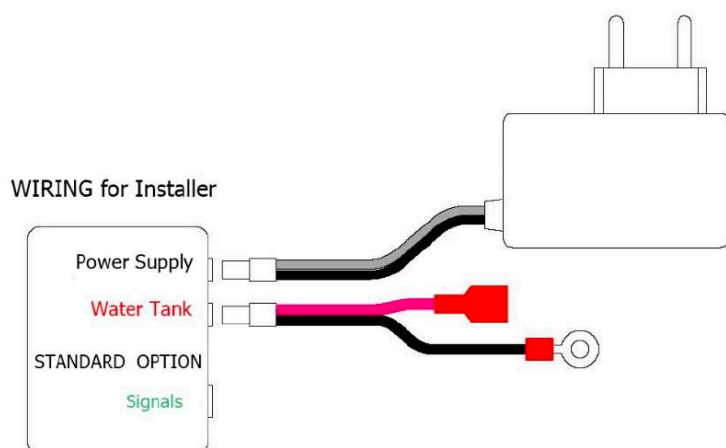 WIRING for Installer
Power Supply
Water Tank
STANDARD OPTION
Signals